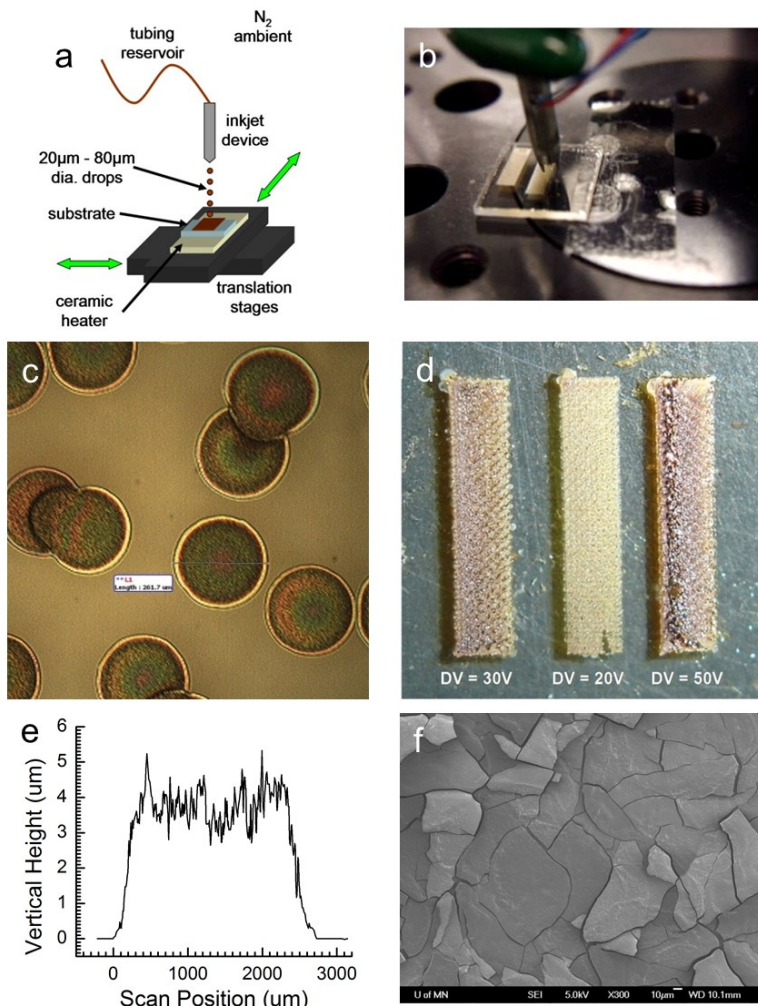 a
tubing
reservoir
N2
ambient
inkjet
device
20µm - 80µm
dia. drops
substrate
ceramic
heater
translation
stages
b
c
**L1
Length : 261.7 um
d
DV = 30V
DV = 20V
DV = 50V
e
Vertical Height (um)
6
5
4
3
2
1
0
0 1000 2000 3000
Scan Position (um)
f
U of MN SEI 5.0kV X300 10µm WD 10.1mm